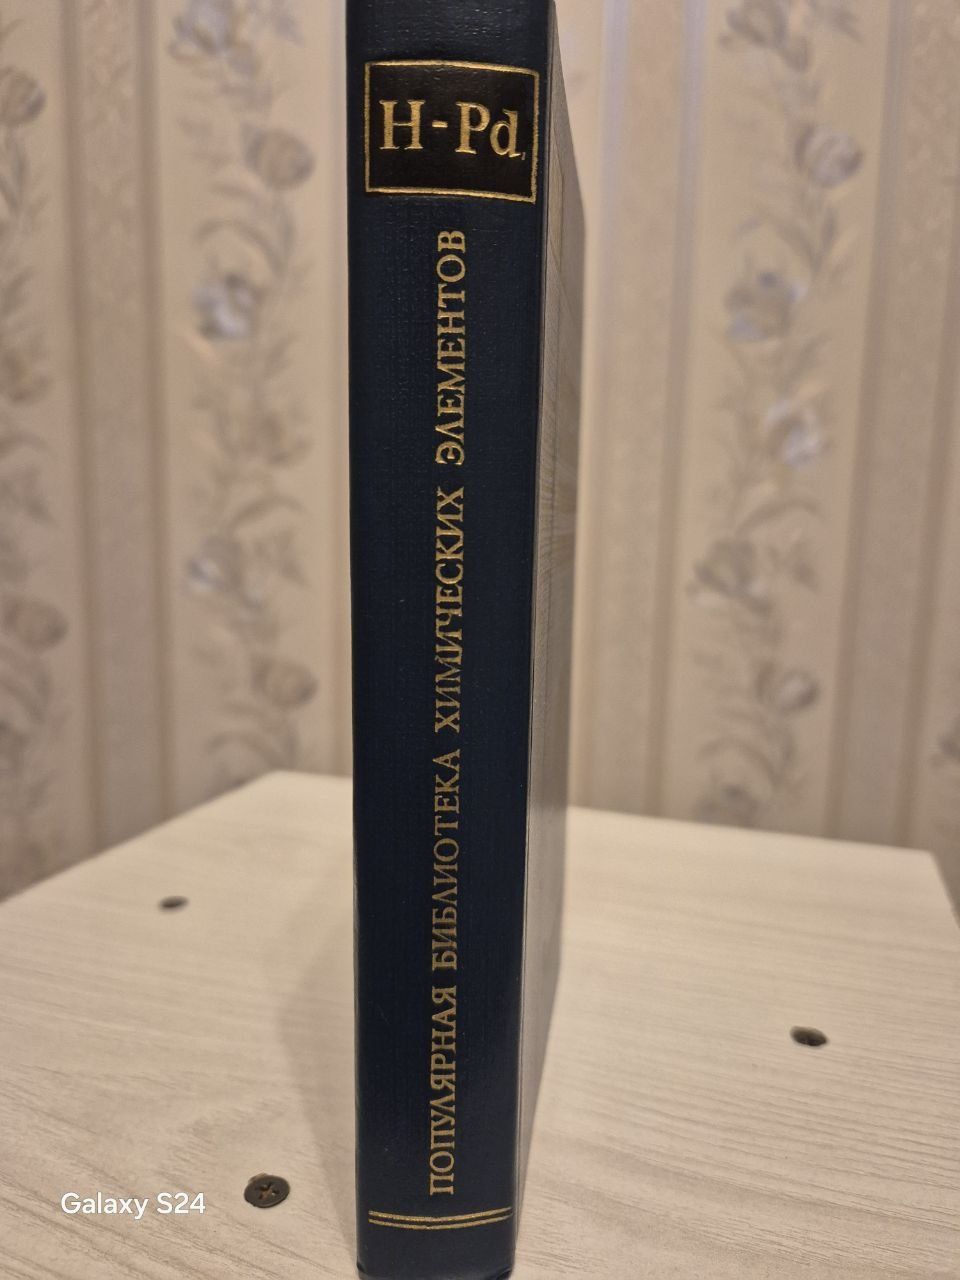 H-Pd
ПОПУЛЯРНАЯ БИБЛИОТЕКА ХИМИЧЕСКИХ ЭЛЕМЕНТОВ
Galaxy S24